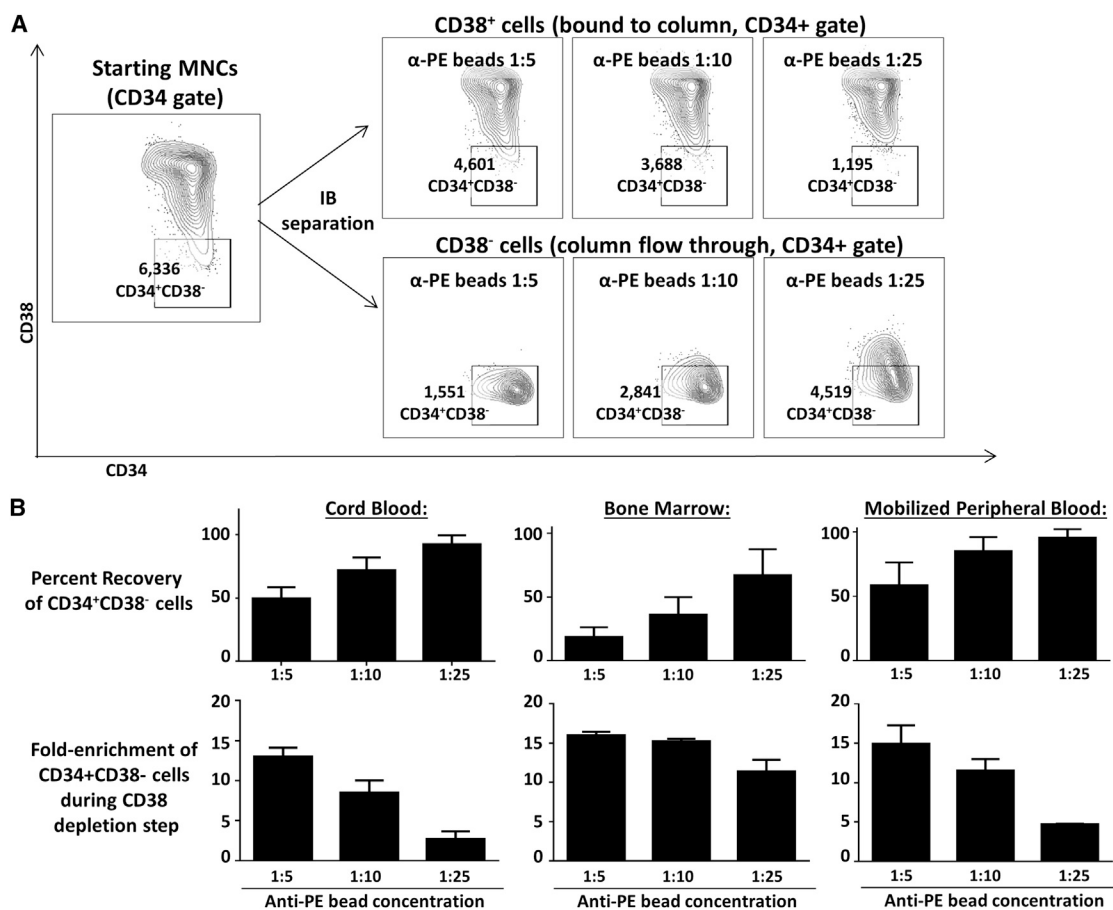 A
Starting MNCs
(CD34 gate)
6,336
CD34⁺CD38⁻
IB
separation
CD38⁺ cells (bound to column, CD34+ gate)
α-PE beads 1:5
α-PE beads 1:10
α-PE beads 1:25
4,601
CD34⁺CD38⁻
3,688
CD34⁺CD38⁻
1,195
CD34⁺CD38⁻
CD38⁻ cells (column flow through, CD34+ gate)
α-PE beads 1:5
α-PE beads 1:10
α-PE beads 1:25
1,551
CD34⁺CD38⁻
2,841
CD34⁺CD38⁻
4,519
CD34⁺CD38⁻
CD38
CD34
B
Cord Blood:
Bone Marrow:
Mobilized Peripheral Blood:
Percent Recovery
of CD34⁺CD38⁻ cells
100
50
0
1:5 1:10 1:25
100
50
0
1:5 1:10 1:25
100
50
0
1:5 1:10 1:25
Fold-enrichment of
CD34+CD38- cells
during CD38
depletion step
20
15
10
5
0
1:5 1:10 1:25
Anti-PE bead concentration
20
15
10
5
0
1:5 1:10 1:25
Anti-PE bead concentration
20
15
10
5
0
1:5 1:10 1:25
Anti-PE bead concentration